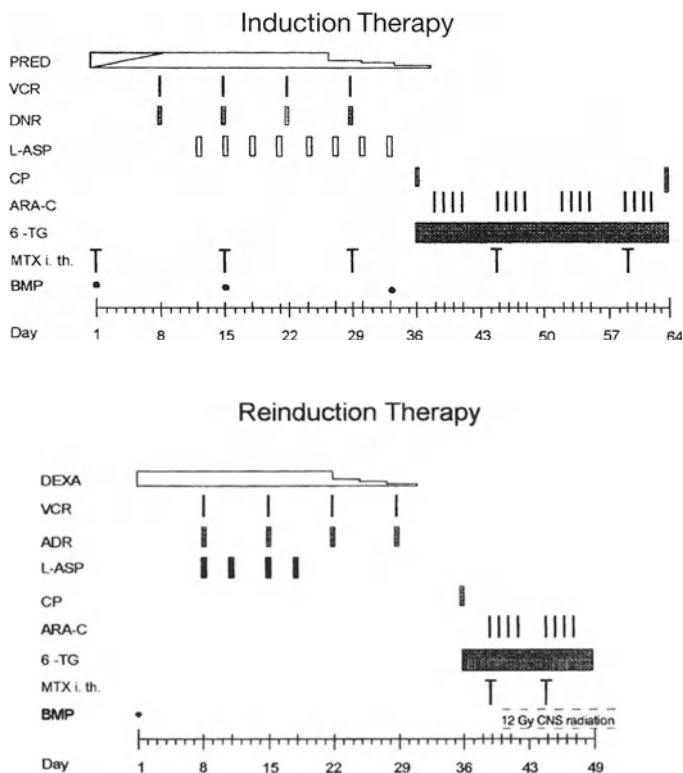 Induction Therapy
PRED
VCR
DNR
L-ASP
CP
ARA-C
6 -TG
MTX i. th.
BMP
Day 1 8 15 22 29 36 43 50 57 64
Reinduction Therapy
DEXA
VCR
ADR
L-ASP
CP
ARA-C
6 -TG
MTX i. th.
BMP 12 Gy CNS radiation
Day 1 8 15 22 29 36 42 49